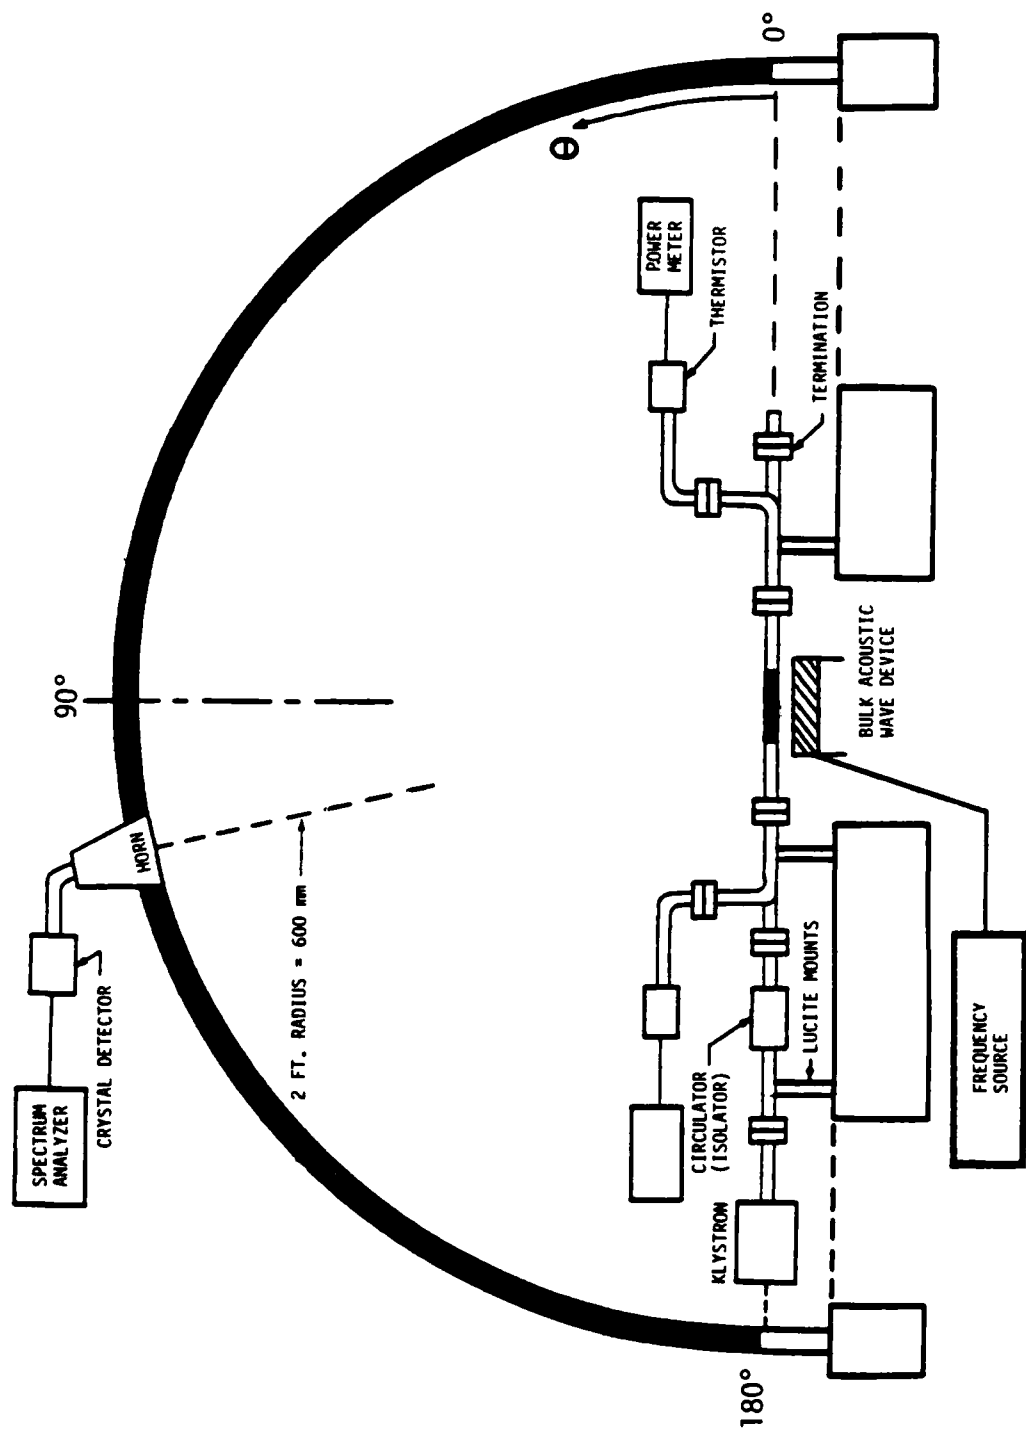 SPECTRUM
ANALYZER
CRYSTAL DETECTOR
HORN
90°
2 FT. RADIUS = 600 mm
θ
0°
180°
KLYSTRON
CIRCULATOR
(ISOLATOR)
LUCITE MOUNTS
POWER
METER
THERMISTOR
TERMINATION
BULK ACOUSTIC
WAVE DEVICE
FREQUENCY
SOURCE